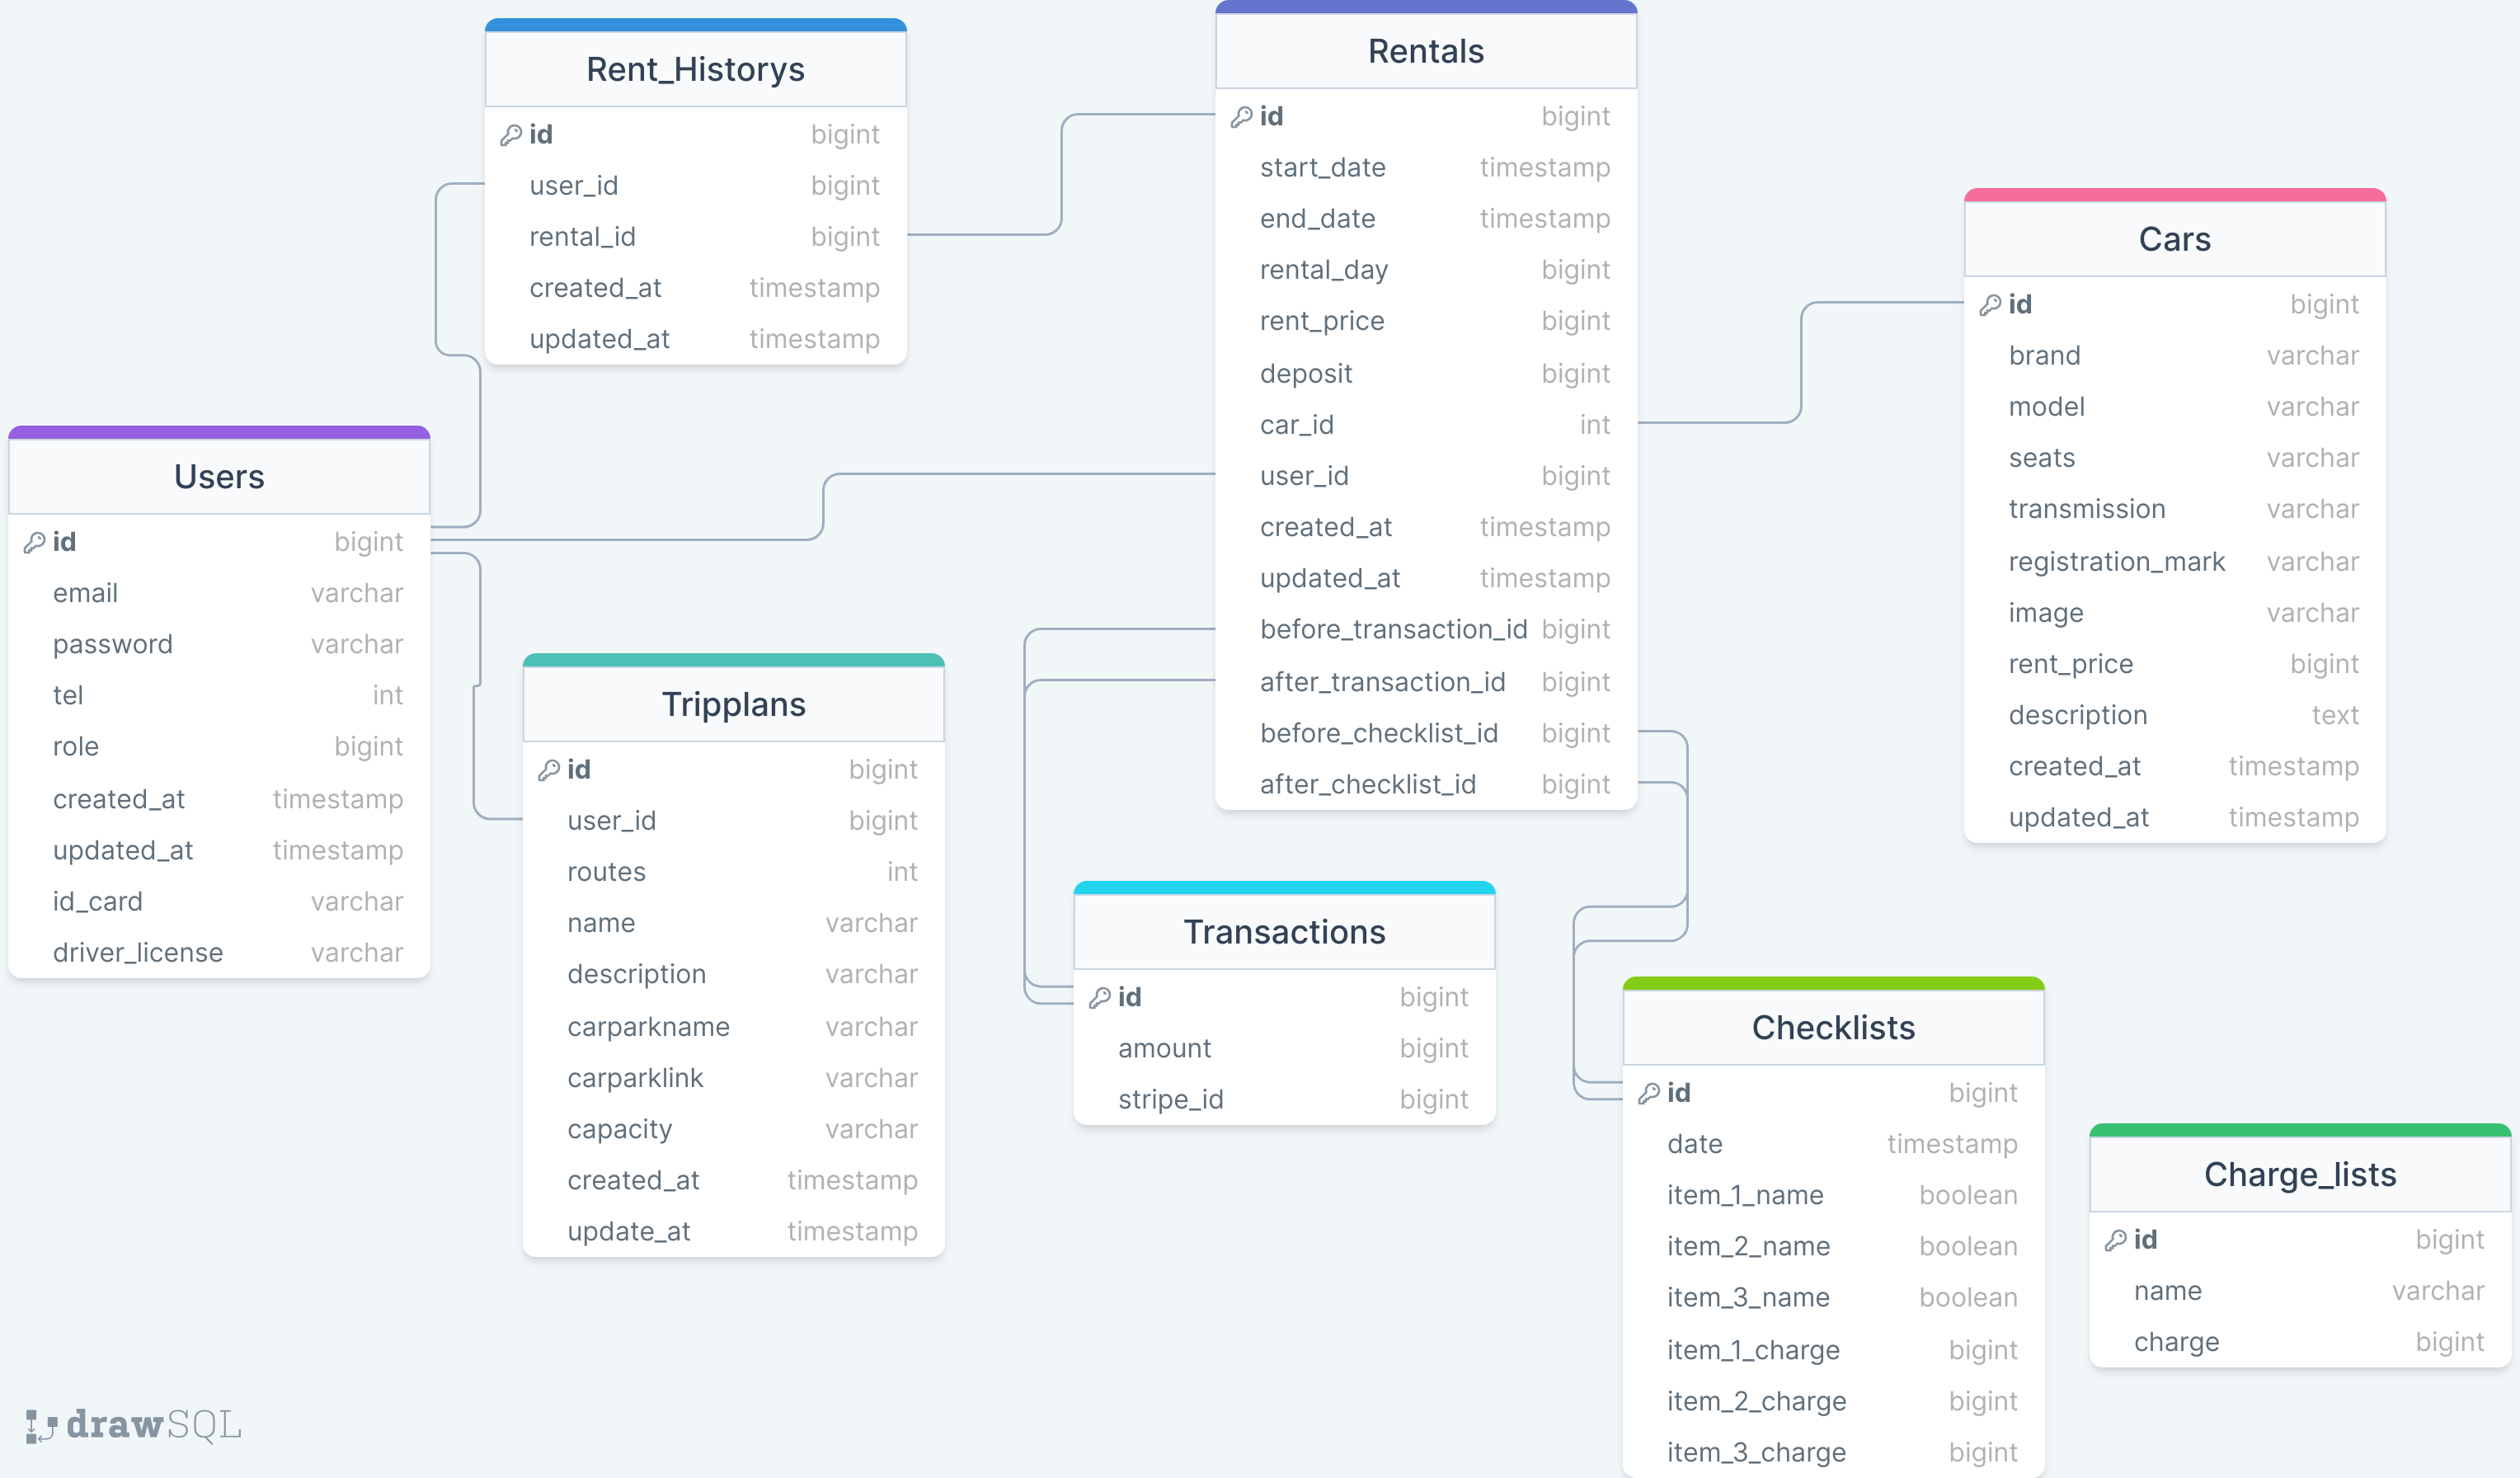 Rent_Historys
id bigint
user_id bigint
rental_id bigint
created_at timestamp
updated_at timestamp
Rentals
id bigint
start_date timestamp
end_date timestamp
rental_day bigint
rent_price bigint
deposit bigint
car_id int
user_id bigint
created_at timestamp
updated_at timestamp
before_transaction_id bigint
after_transaction_id bigint
before_checklist_id bigint
after_checklist_id bigint
Cars
id bigint
brand varchar
model varchar
seats varchar
transmission varchar
registration_mark varchar
image varchar
rent_price bigint
description text
created_at timestamp
updated_at timestamp
Users
id bigint
email varchar
password varchar
tel int
role bigint
created_at timestamp
updated_at timestamp
id_card varchar
driver_license varchar
Tripplans
id bigint
user_id bigint
routes int
name varchar
description varchar
carparkname varchar
carparklink varchar
capacity varchar
created_at timestamp
update_at timestamp
Transactions
id bigint
amount bigint
stripe_id bigint
Checklists
id bigint
date timestamp
item_1_name boolean
item_2_name boolean
item_3_name boolean
item_1_charge bigint
item_2_charge bigint
item_3_charge bigint
Charge_lists
id bigint
name varchar
charge bigint
drawSQL